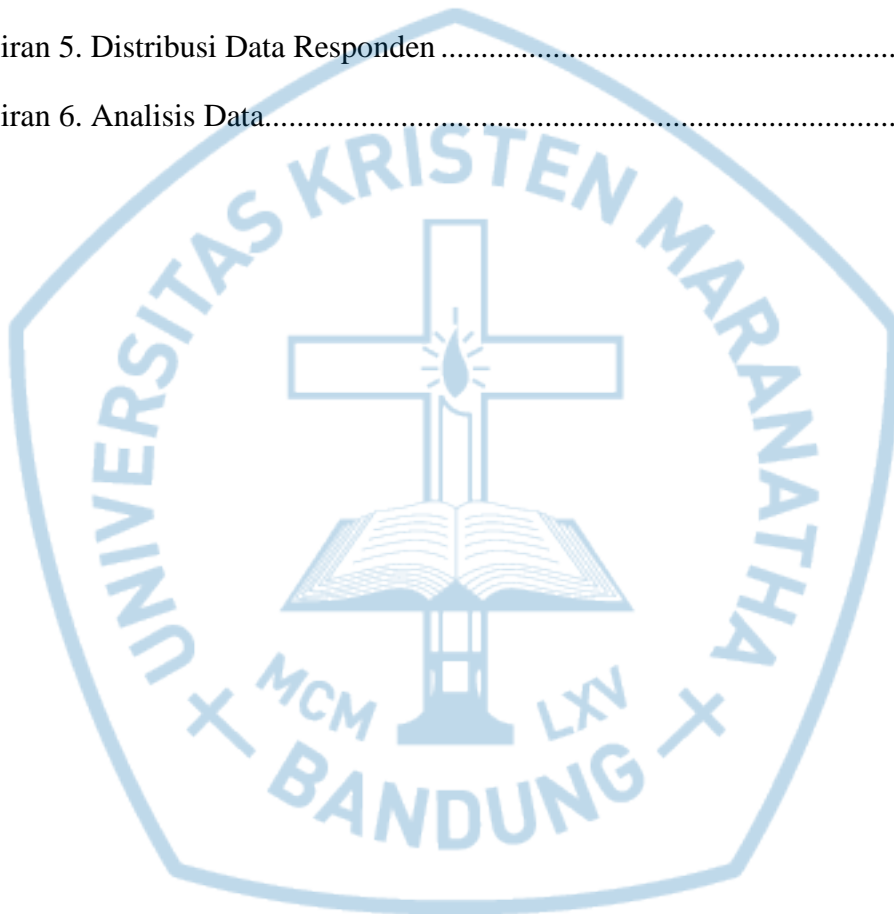 iran 5. Distribusi Data Responden ............................................................
iran 6. Analisis Data....................................................................................
UNIVERSITAS KRISTEN MARANATHA
MCM LXV
BANDUNG